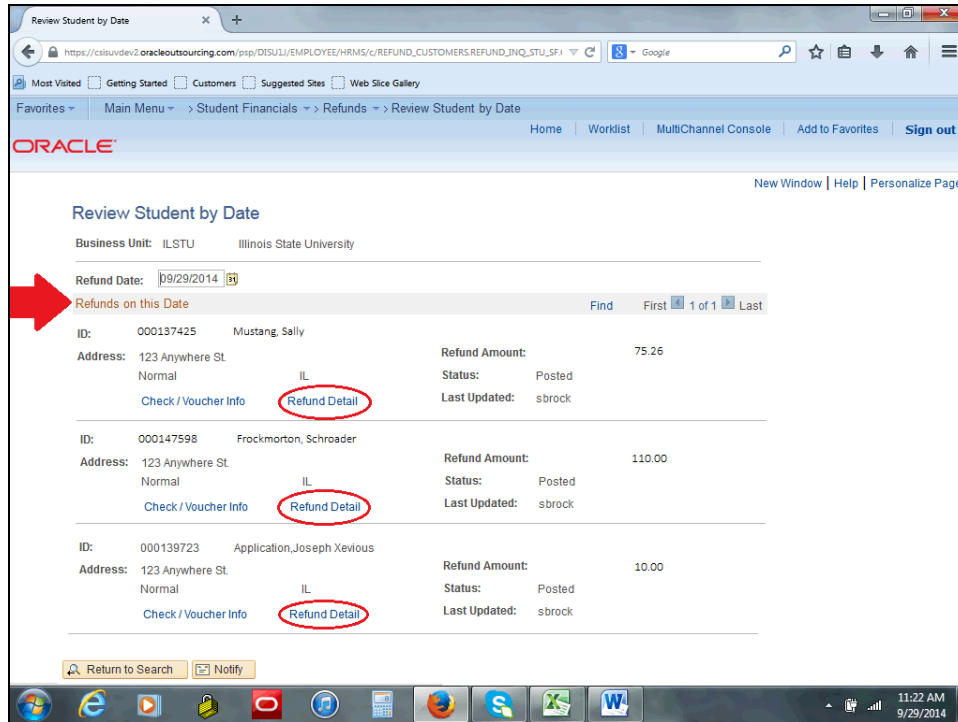 Review Student by Date × +
https://csisuvdev2.oracleoutsourcing.com/psp/DISU1J/EMPLOYEE/HRMS/c/REFUND_CUSTOMERS.REFUND_INQ_STU_SF.( 8 Google
Most Visited Getting Started Customers Suggested Sites Web Slice Gallery
Favorites Main Menu > Student Financials > Refunds > Review Student by Date
Home Worklist MultiChannel Console Add to Favorites Sign out
ORACLE
New Window | Help | Personalize Page
Review Student by Date
Business Unit: ILSTU Illinois State University
Refund Date: 09/29/2014 31
Refunds on this Date Find First 1 of 1 Last
ID: 000137425 Mustang, Sally
Address: 123 Anywhere St. Refund Amount: 75.26
Normal IL Status: Posted
Check / Voucher Info Refund Detail Last Updated: sbrock
ID: 000147598 Frockmorton, Schroader
Address: 123 Anywhere St. Refund Amount: 110.00
Normal IL Status: Posted
Check / Voucher Info Refund Detail Last Updated: sbrock
ID: 000139723 Application,Joseph Xevious
Address: 123 Anywhere St. Refund Amount: 10.00
Normal IL Status: Posted
Check / Voucher Info Refund Detail Last Updated: sbrock
Return to Search Notify
11:22 AM
9/29/2014